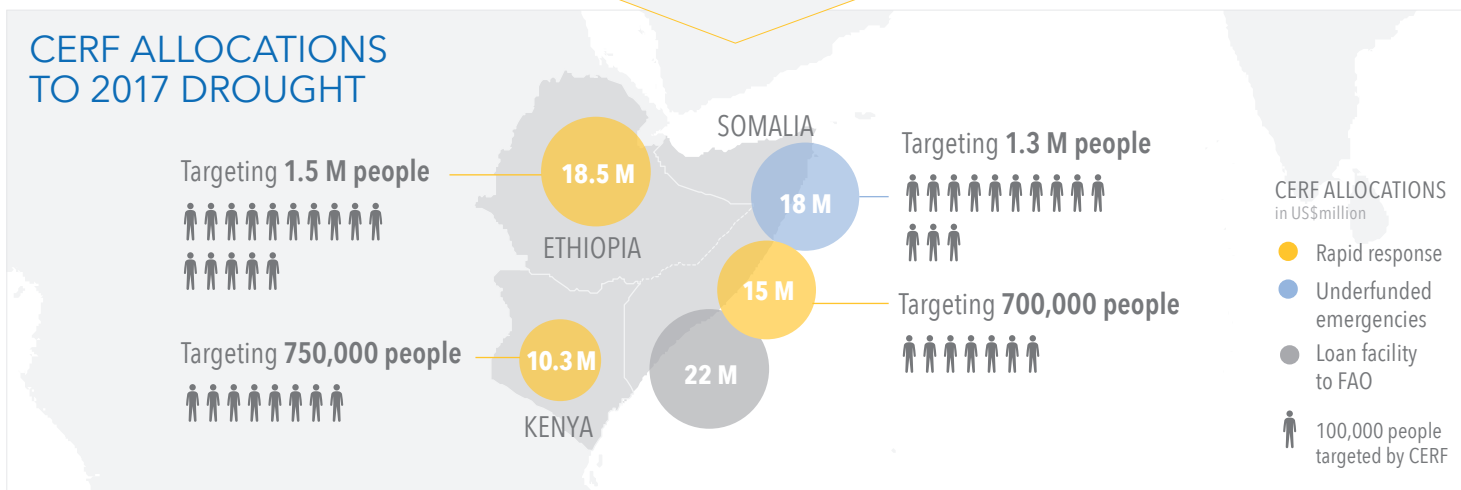 CERF ALLOCATIONS
TO 2017 DROUGHT
Targeting 1.5 M people
18.5 M
ETHIOPIA
SOMALIA
18 M
Targeting 1.3 M people
15 M
Targeting 700,000 people
22 M
Targeting 750,000 people
10.3 M
KENYA
CERF ALLOCATIONS
in US$million
Rapid response
Underfunded
emergencies
Loan facility
to FAO
100,000 people
targeted by CERF